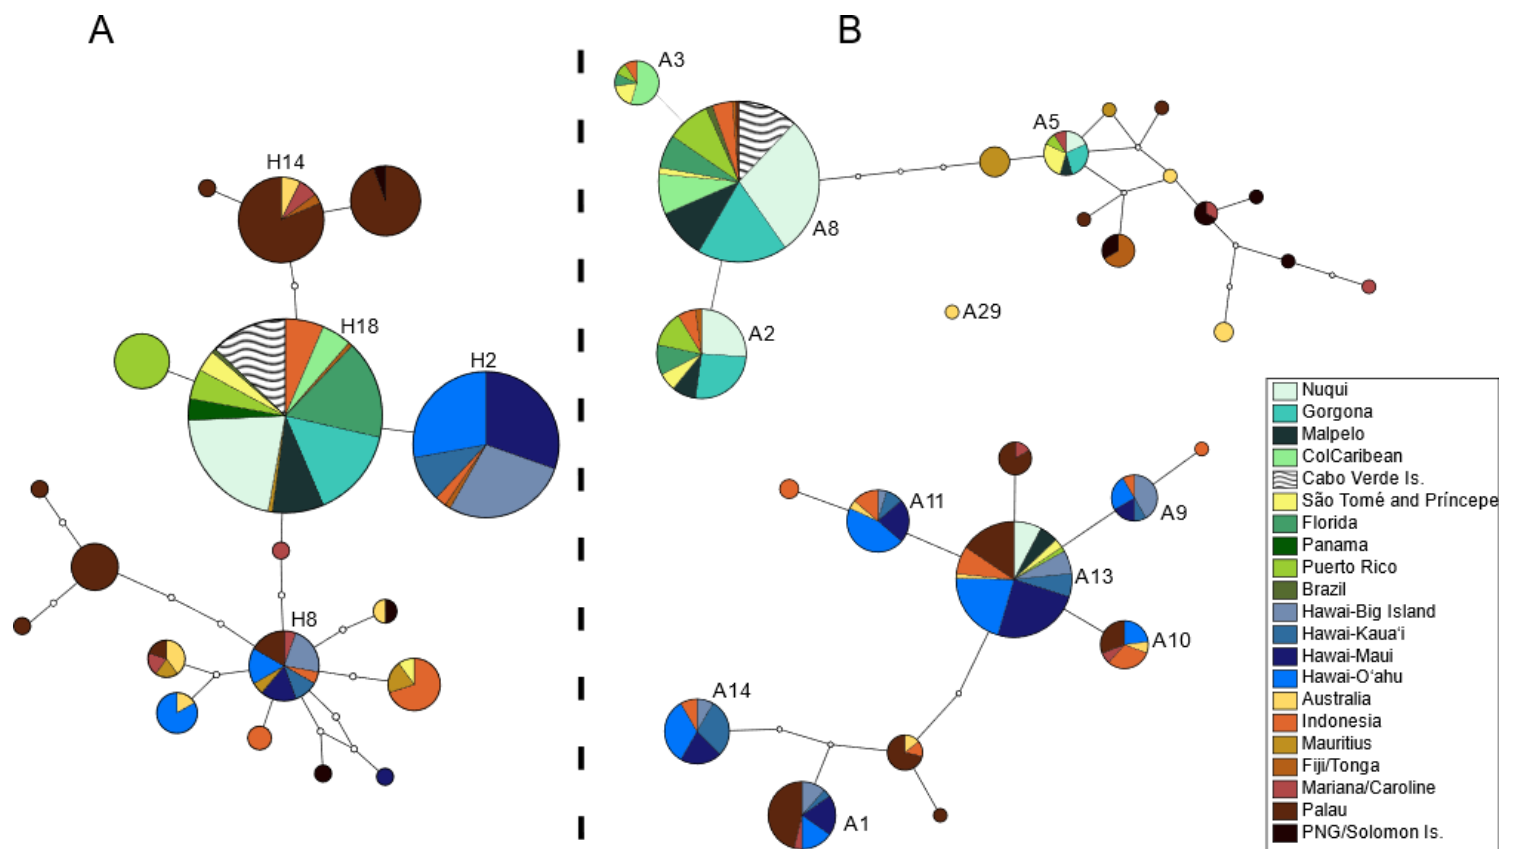 A
B
A3
A5
H14
A8
H18
A29
A2
H2
Nuqui
Gorgona
Malpelo
ColCaribean
Cabo Verde Is.
São Tomé and Príncepe
Florida
Panama
Puerto Rico
Brazil
Hawai-Big Island
Hawai-Kauaʻi
Hawai-Maui
Hawai-Oʻahu
Australia
Indonesia
Mauritius
Fiji/Tonga
Mariana/Caroline
Palau
PNG/Solomon Is.
A11
A9
A13
H8
A10
A14
A1